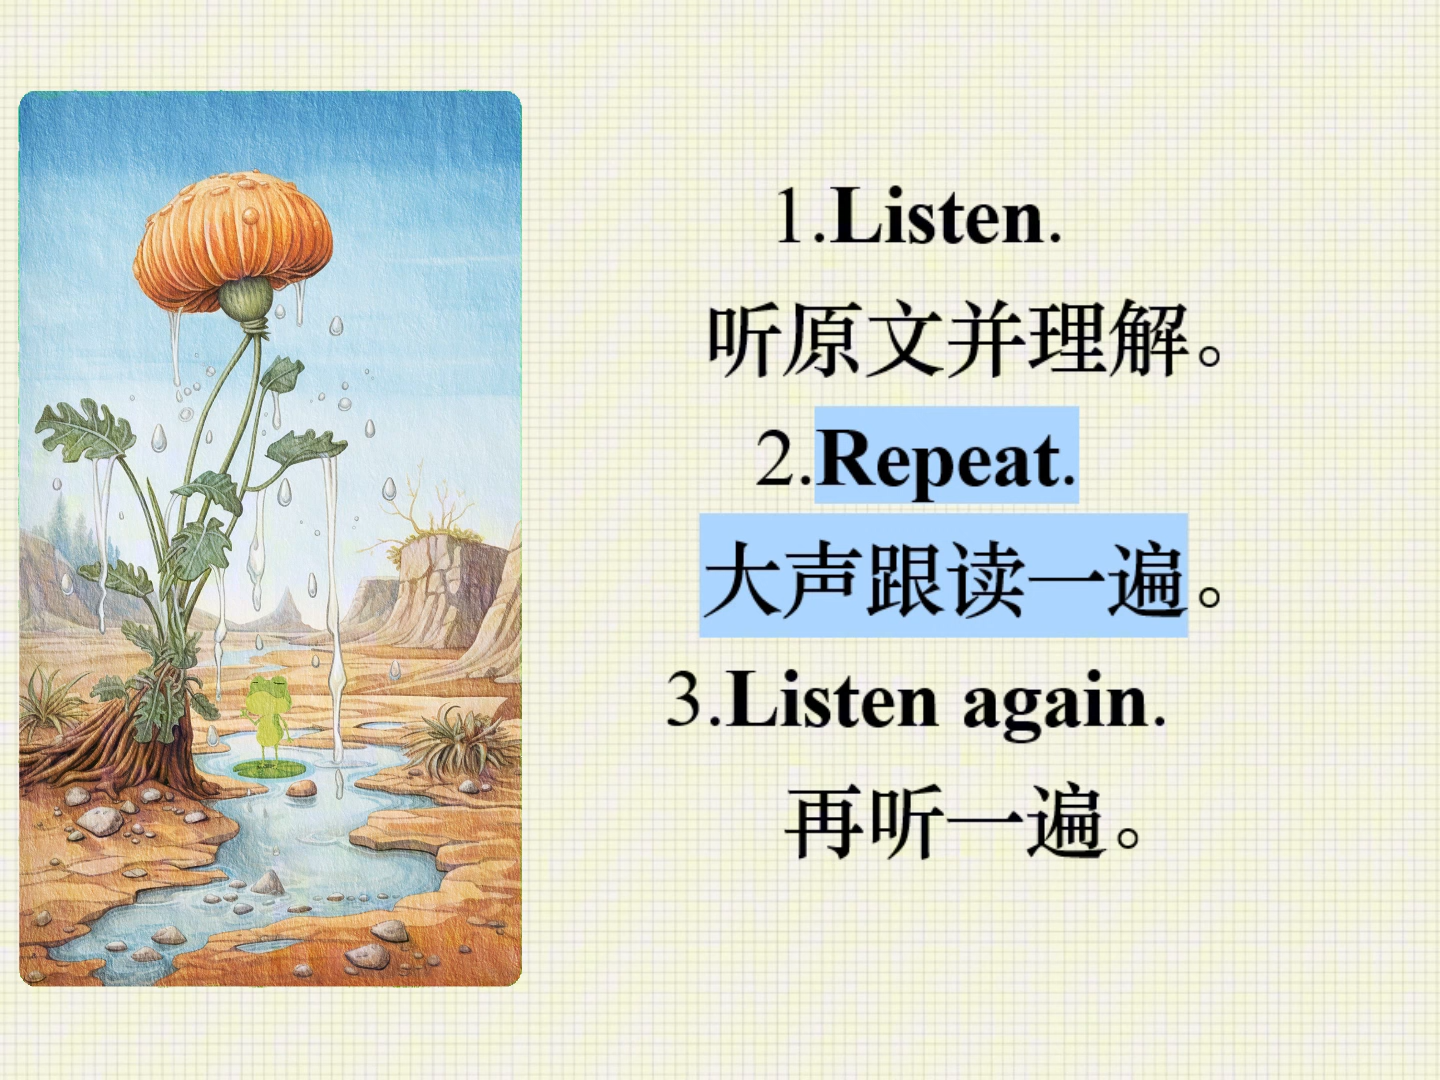 1.Listen.
听原文并理解。
2.Repeat.
大声跟读一遍。
3.Listen again.
再听一遍。